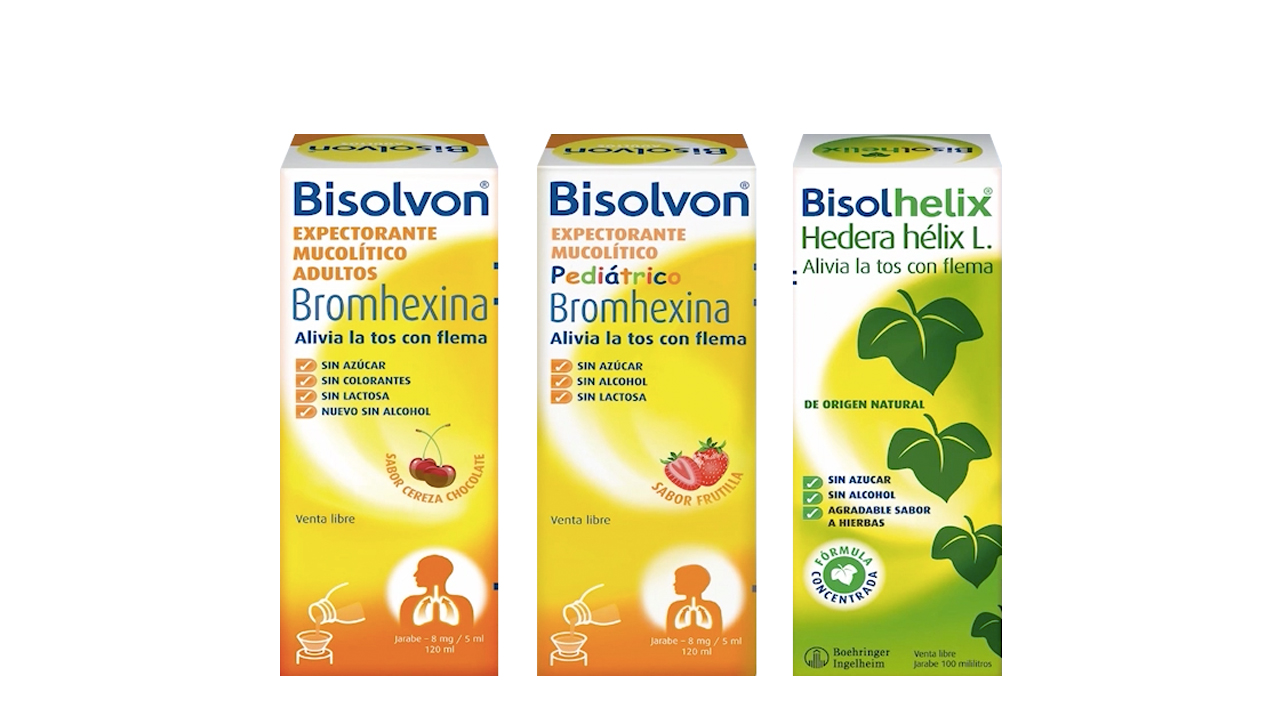 Bisolvon
Bisolvon®
EXPECTORANTE
MUCOLÍTICO
ADULTOS
Bromhexina
Alivia la tos con flema
SIN AZÚCAR
SIN COLORANTES
SIN LACTOSA
NUEVO SIN ALCOHOL
SABOR CEREZA CHOCOLATE
Venta libre
Jarabe – 8 mg / 5 ml
120 ml
Bisolvon
Bisolvon®
EXPECTORANTE
MUCOLÍTICO
Pediátrico
Bromhexina
Alivia la tos con flema
SIN AZÚCAR
SIN ALCOHOL
SIN LACTOSA
SABOR FRUTILLA
Venta libre
Jarabe – 8 mg / 5 ml
120 ml
Bisolhelix
Bisolhelix®
Hedera hélix L.
Alivia la tos con flema
DE ORIGEN NATURAL
SIN AZUCAR
SIN ALCOHOL
AGRADABLE SABOR
A HIERBAS
FÓRMULA
CONCENTRADA
Boehringer
Ingelheim
Venta libre
Jarabe 100 mililitros